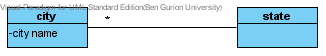 Visual Paradigm for UML Standard Edition(Ben Gurion University)
city
*
state
-city name